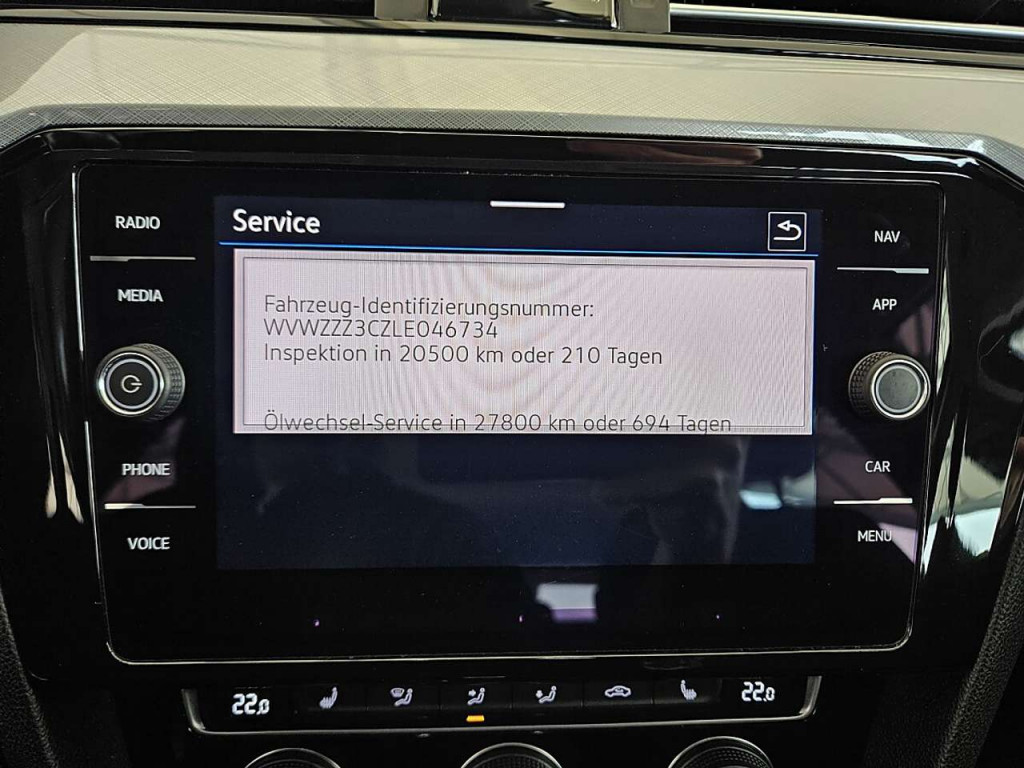 Service
RADIO
MEDIA
PHONE
VOICE
NAV
APP
CAR
MENU
Fahrzeug-Identifizierungsnummer:
WVWZZZ3CZLE046734
Inspektion in 20500 km oder 210 Tagen
Ölwechsel-Service in 27800 km oder 694 Tagen
22.0
22.0